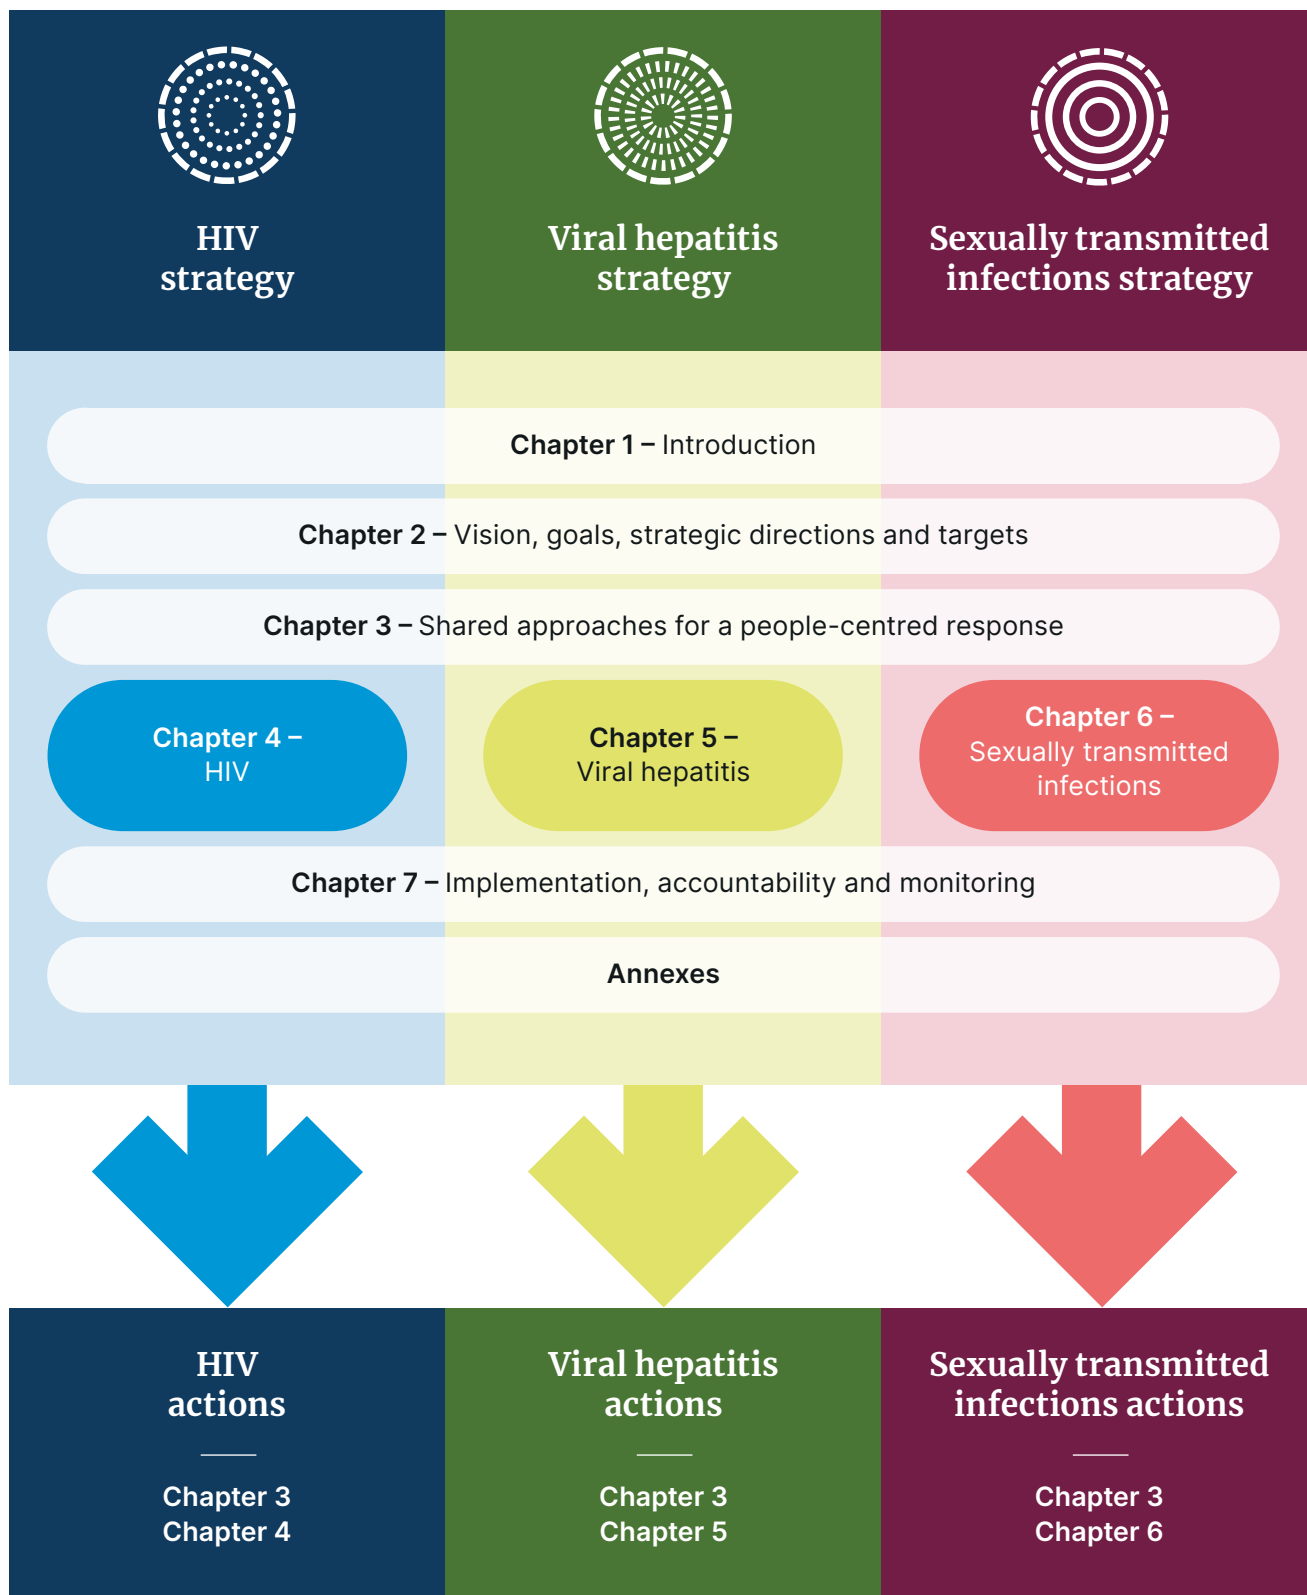 HIV
strategy
Viral hepatitis
strategy
Sexually transmitted
infections strategy
Chapter 1 – Introduction
Chapter 2 – Vision, goals, strategic directions and targets
Chapter 3 – Shared approaches for a people-centred response
Chapter 4 –
HIV
Chapter 5 –
Viral hepatitis
Chapter 6 –
Sexually transmitted
infections
Chapter 7 – Implementation, accountability and monitoring
Annexes
HIV
actions
Chapter 3
Chapter 4
Viral hepatitis
actions
Chapter 3
Chapter 5
Sexually transmitted
infections actions
Chapter 3
Chapter 6